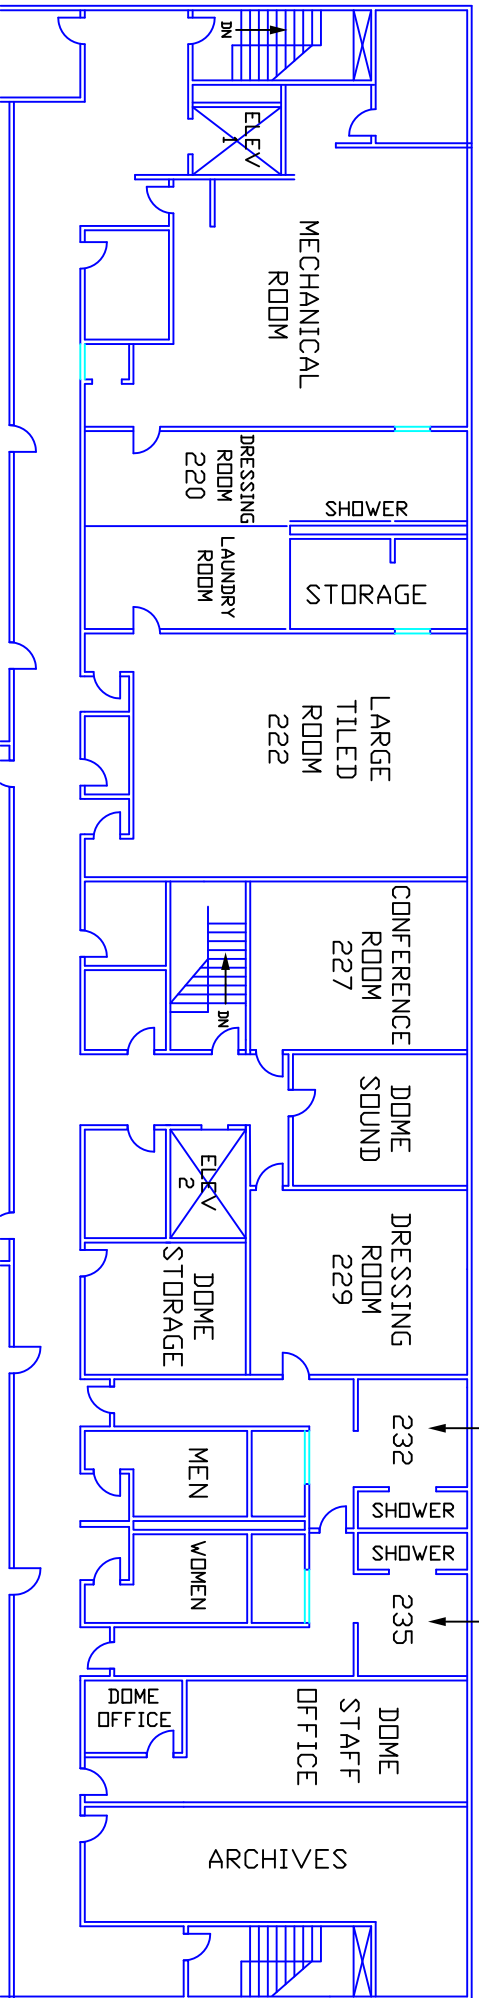 DN
ELEV
1
MECHANICAL
ROOM
DRESSING
ROOM
220
SHOWER
LAUNDRY
ROOM
STORAGE
LARGE
TILED
ROOM
222
CONFERENCE
ROOM
227
DN
DOME
SOUND
ELEV
2
DRESSING
ROOM
229
DOME
STORAGE
232
MEN
SHOWER
SHOWER
WOMEN
235
DOME
OFFICE
DOME
STAFF
OFFICE
ARCHIVES